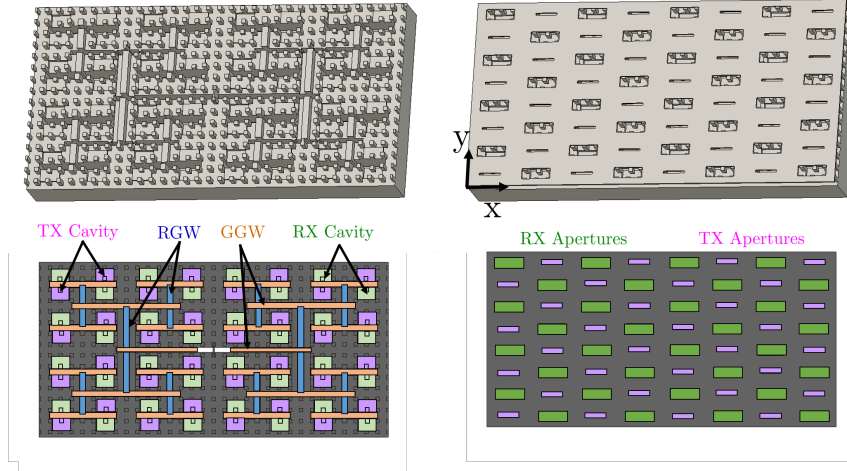 y
x
TX Cavity RGW GGW RX Cavity
RX Apertures TX Apertures